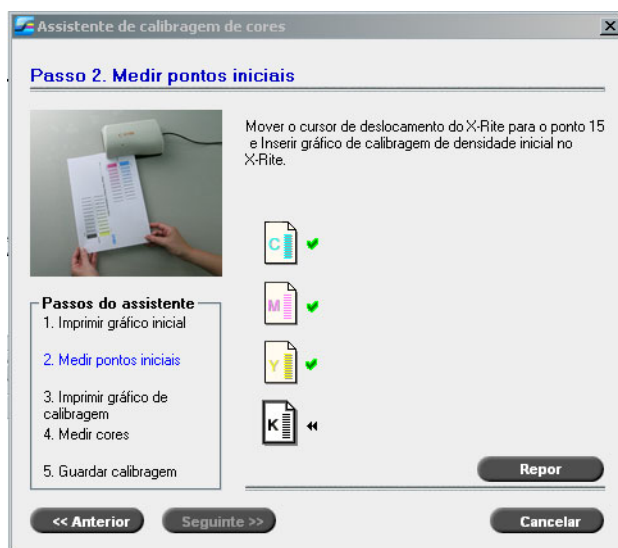 Assistente de calibragem de cores
Passo 2. Medir pontos iniciais
Mover o cursor de deslocamento do X-Rite para o ponto 15
e Inserir gráfico de calibragem de densidade inicial no
X-Rite.
C
M
Y
K
Passos do assistente
1. Imprimir gráfico inicial
2. Medir pontos iniciais
3. Imprimir gráfico de
calibragem
4. Medir cores
5. Guardar calibragem
Repor
<< Anterior
Seguinte >>
Cancelar